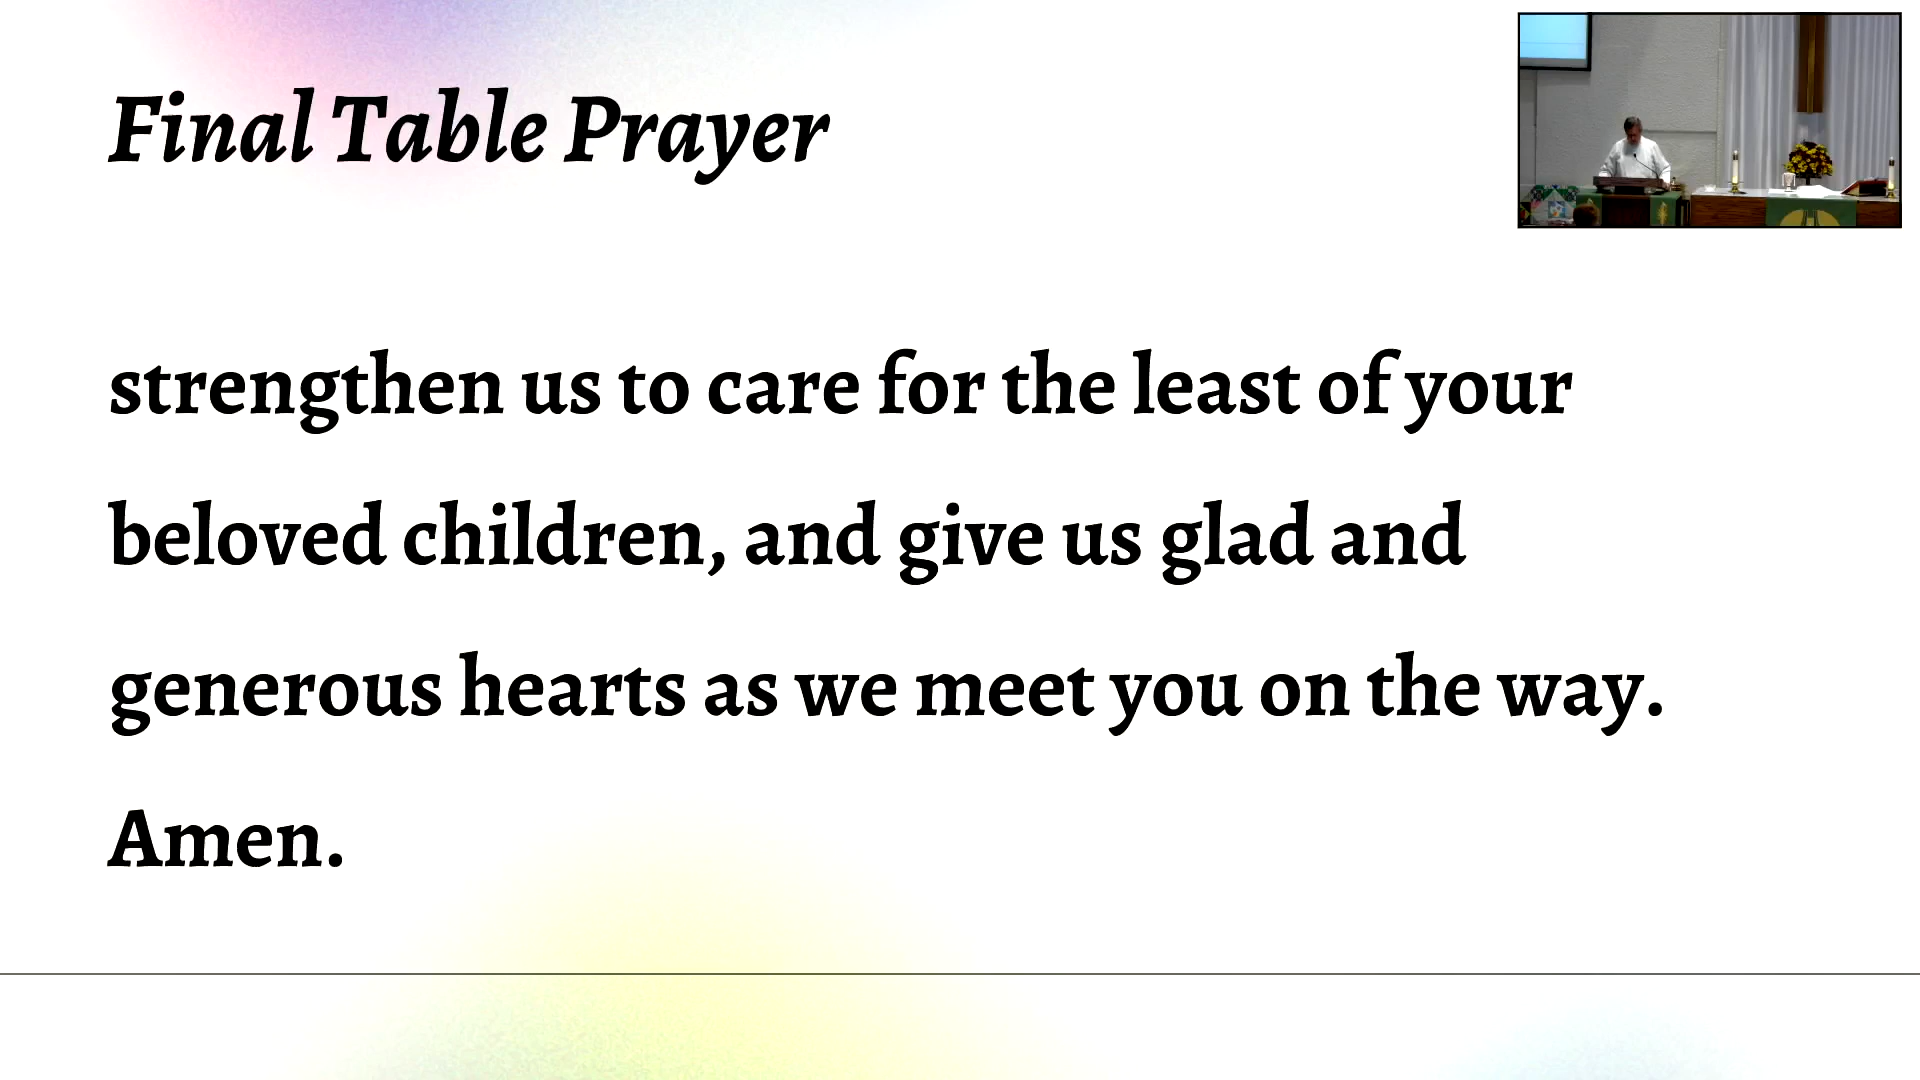 Final Table Prayer
strengthen us to care for the least of your
beloved children, and give us glad and
generous hearts as we meet you on the way.
Amen.